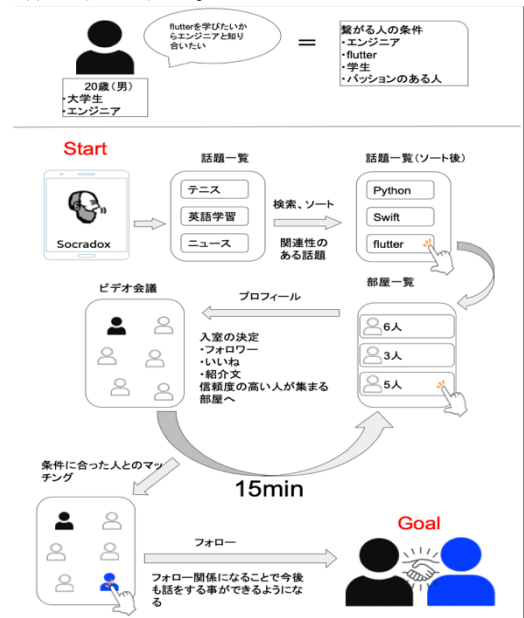 flutterを学びたいか
らエンジニアと知り
合いたい
=
繋がる人の条件
・エンジニア
・flutter
・学生
・パッションのある人
20歳(男)
・大学生
・エンジニア
Start
話題一覧
話題一覧(ソート後)
Socradox
テニス
英語学習
ニュース
検索、ソート
関連性の
ある話題
Python
Swift
flutter
ビデオ会議
プロフィール
部屋一覧
入室の決定
・フォロワー
・いいね
・紹介文
信頼度の高い人が集まる
部屋へ
6人
3人
5人
条件に合った人とのマッ
チング
15min
フォロー
フォロー関係になることで今後
も話をする事ができるようにな
る
Goal